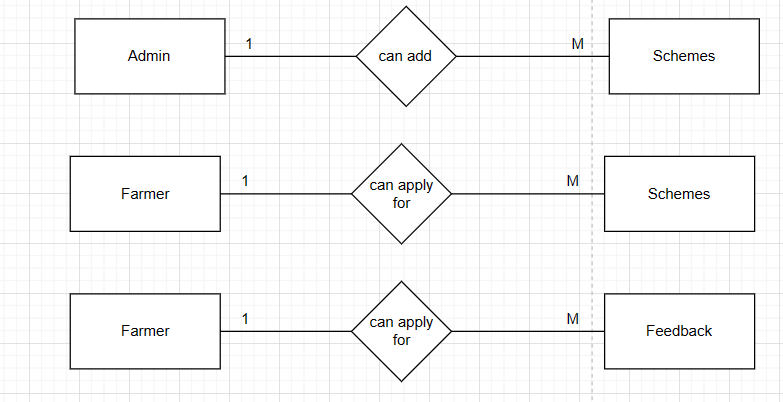 Admin 1 can add M Schemes
Farmer 1 can apply for M Schemes
Farmer 1 can apply for M Feedback